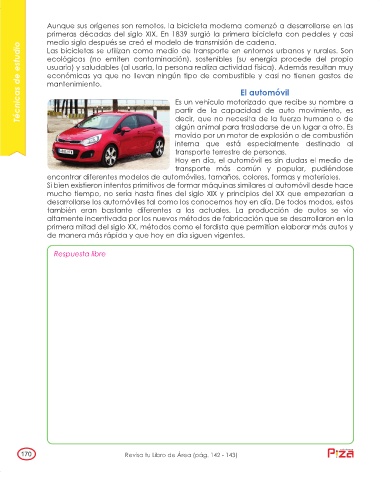 Aunque sus orígenes son remotos, la bicicleta moderna comenzó a desarrollarse en las
primeras décadas del siglo XIX. En 1839 surgió la primera bicicleta con pedales y casi
medio siglo después se creó el modelo de transmisión de cadena.
Las bicicletas se utilizan como medio de transporte en entornos urbanos y rurales. Son
ecológicas (no emiten contaminación), sostenibles (su energía procede del propio
usuario) y saludables (al usarla, la persona realiza actividad física). Además resultan muy
económicas ya que no llevan ningún tipo de combustible y casi no tienen gastos de
mantenimiento.
Técnicas de estudio
El automóvil
Es un vehículo motorizado que recibe su nombre a
partir de la capacidad de auto movimiento, es
decir, que no necesita de la fuerza humana o de
algún animal para trasladarse de un lugar a otro. Es
movido por un motor de explosión o de combustión
interna que está especialmente destinado al
transporte terrestre de personas.
Hoy en día, el automóvil es sin dudas el medio de
transporte más común y popular, pudiéndose
encontrar diferentes modelos de automóviles, tamaños, colores, formas y materiales.
Si bien existieron intentos primitivos de formar máquinas similares al automóvil desde hace
mucho tiempo, no sería hasta fines del siglo XIX y principios del XX que empezarían a
desarrollarse los automóviles tal como los conocemos hoy en día. De todos modos, estos
también eran bastante diferentes a los actuales. La producción de autos se vio
altamente incentivada por los nuevos métodos de fabricación que se desarrollaron en la
primera mitad del siglo XX, métodos como el fordista que permitían elaborar más autos y
de manera más rápida y que hoy en día siguen vigentes.
Respuesta libre
170
Revisa tu Libro de Área (pág. 142 - 143)
Piza